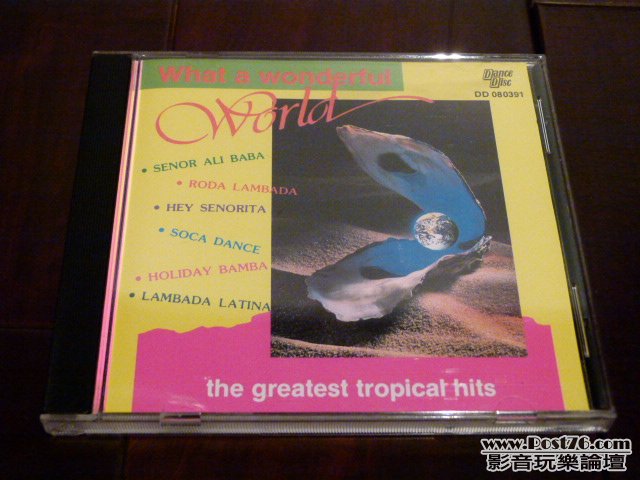 What a wonderful
World
Dance
Disc
DD 080391
• SENOR ALI BABA
• RODA LAMBADA
• HEY SENORITA
• SOCA DANCE
• HOLIDAY BAMBA
• LAMBADA LATINA
the greatest tropical hits
www.Post76.com
影音玩樂論壇